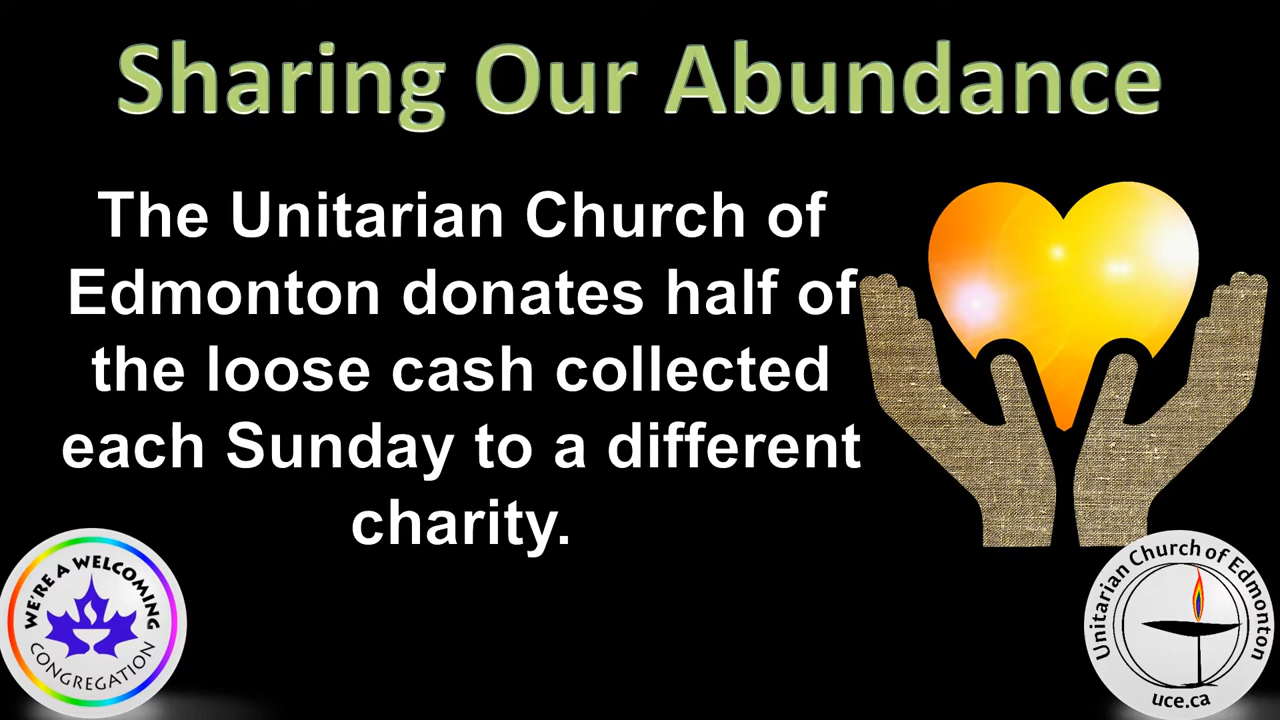 Sharing Our Abundance
The Unitarian Church of
Edmonton donates half of
the loose cash collected
each Sunday to a different
charity.
WE'RE A WELCOMING
CONGREGATION
Unitarian Church of Edmonton
uce.ca